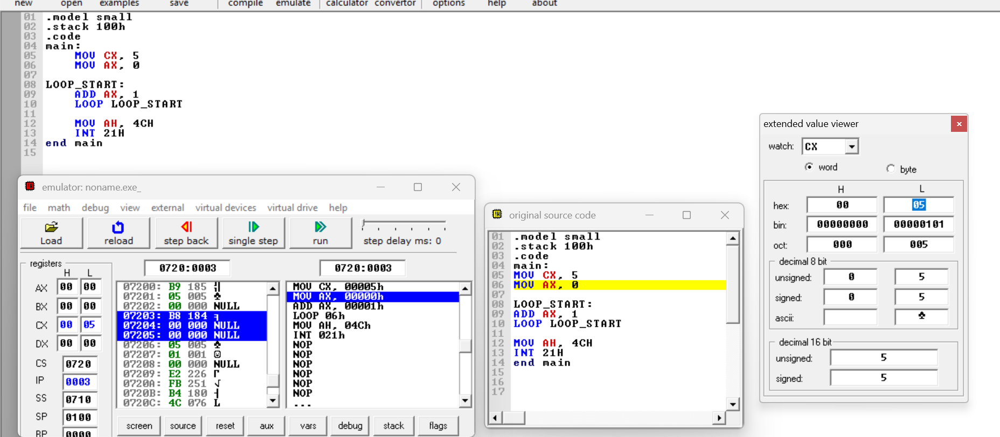 new open examples save compile emulate calculator convertor options help about
01 .model small
02 .stack 100h
03 .code
04 main:
05 MOV CX, 5
06 MOV AX, 0
07
08 LOOP_START:
09 ADD AX, 1
10 LOOP LOOP_START
11
12 MOV AH, 4CH
13 INT 21H
14 end main
15
emulator: noname.exe_
file math debug view external virtual devices virtual drive help
Load reload step back single step run step delay ms: 0
registers
H L
AX 00 00
BX 00 00
CX 00 05
DX 00 00
CS 0720
IP 0003
SS 0710
SP 0100
BP 0000
0720:0003
07200: B9 185 ╣
07201: 05 005 ♣
07202: 00 000 NULL
07203: B8 184 ╕
07204: 00 000 NULL
07205: 00 000 NULL
07206: 05 005 ♣
07207: 01 001 ☺
07208: 00 000 NULL
07209: E2 226 Γ
0720A: FB 251 √
0720B: B4 180 ┤
0720C: 4C 076 L
0720:0003
MOV CX, 00005h
MOV AX, 00000h
ADD AX, 00001h
LOOP 06h
MOV AH, 04Ch
INT 021h
NOP
NOP
NOP
NOP
NOP
NOP
...
screen source reset aux vars debug stack flags
original source code
01 .model small
02 .stack 100h
03 .code
04 main:
05 MOV CX, 5
06 MOV AX, 0
07
08 LOOP_START:
09 ADD AX, 1
10 LOOP LOOP_START
11
12 MOV AH, 4CH
13 INT 21H
14 end main
15
16
17
extended value viewer
watch: CX
word byte
H L
hex: 00 05
bin: 00000000 00000101
oct: 000 005
decimal 8 bit
unsigned: 0 5
signed: 0 5
ascii: ♣
decimal 16 bit
unsigned: 5
signed: 5